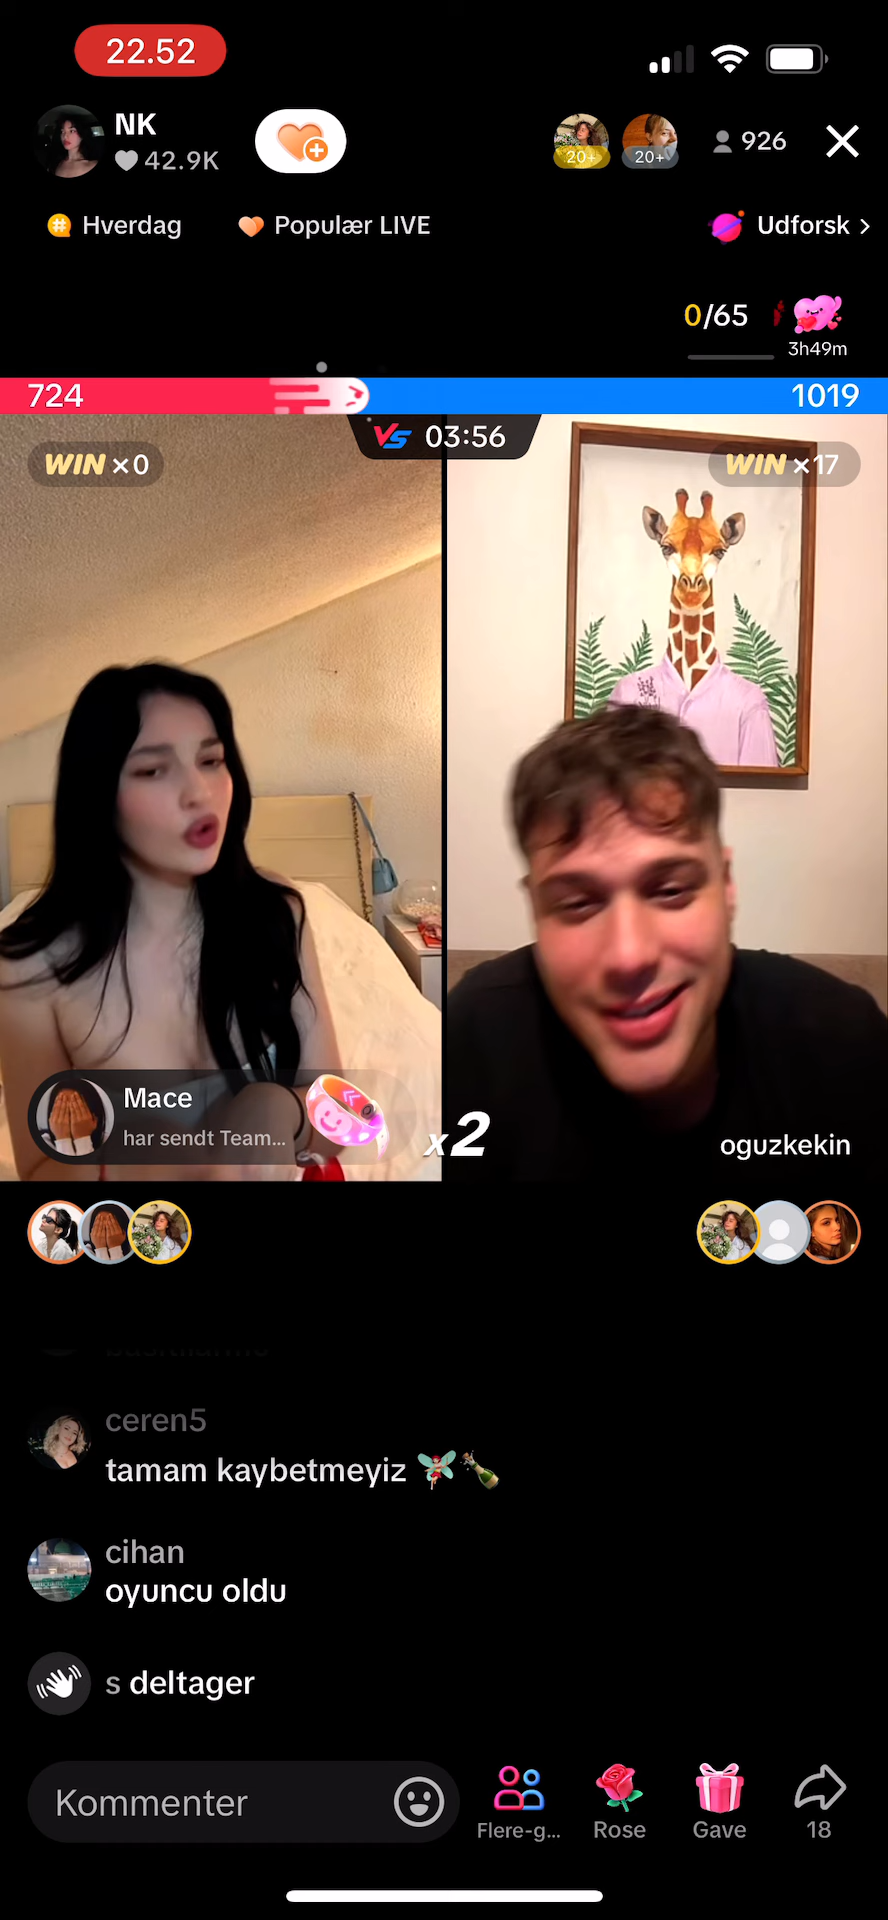 22.52
NK
42.9K
20+
20+
926
Hverdag
Populær LIVE
Udforsk >
0/65
3h49m
724
1019
VS 03:56
WIN ×0
WIN ×17
Mace
har sendt Team...
x2
oguzkekin
ceren5
tamam kaybetmeyiz 🧚🍾
cihan
oyuncu oldu
s deltager
Kommenter
Flere-g...
Rose
Gave
18